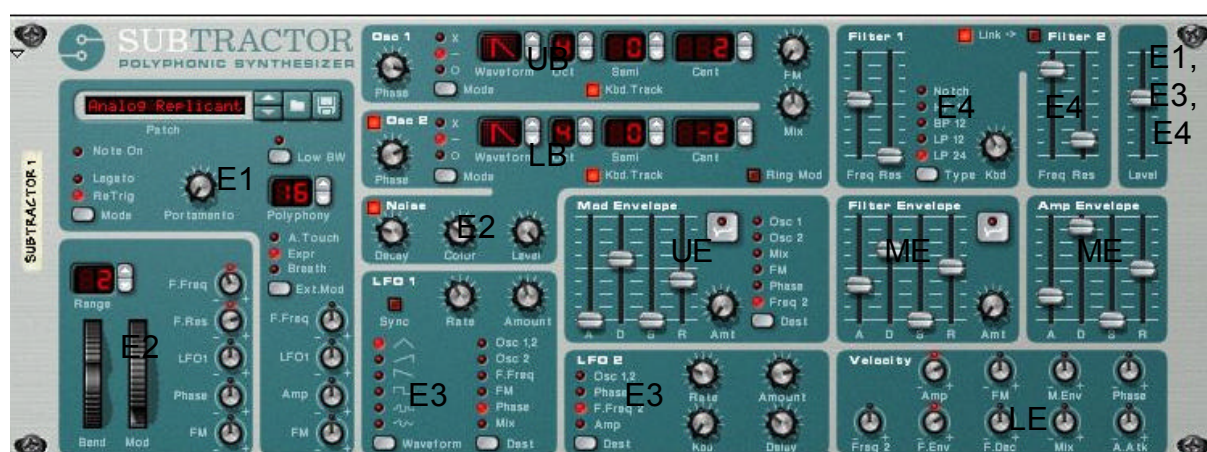 SUBTRACTOR
POLYPHONIC SYNTHESIZER
Analog Replicant
Patch
Note On
Low BW
Legato
ReTrig
Mode
Portamento
E1
16
Polyphony
SUBTRACTOR 1
2
Range
A.Touch
Expr
Breath
Ext.Mod
F.Freq
F.Res
LFO1
Phase
FM
F.Freq
LFO1
Amp
FM
Bend Mod
E2
Osc 1
Phase
X
–
O
Mode
Waveform Oct Semi Cent
4 0 2
UB
Kbd.Track
FM
Mix
Osc 2
Phase
X
–
O
Mode
4 0 -2
Semi Cent
LB
Kbd.Track
Ring Mod
Noise
Decay Color Level
E2
LFO 1
Sync Rate Amount
Osc 1,2
Osc 2
F.Freq
FM
Phase
Mix
E3
Waveform Dest
Mod Envelope
UE
A D S R Amt
Osc 1
Osc 2
Mix
FM
Phase
Freq 2
Dest
LFO 2
Osc 1,2
Phase
F.Freq 2
Amp
Dest
E3
Rate Amount
Delay
Filter 1
Link ->
Filter 2
Notch
BP 12
LP 12
LP 24
E4
Freq Res Type Kbd
E4
Freq Res
E1,
E3,
E4
Level
Filter Envelope
ME
A D S R Amt
Amp Envelope
ME
A D S R
Velocity
Amp FM M.Env Phase
LE
Freq 2 F.Env F.Dec Mix A.Atk